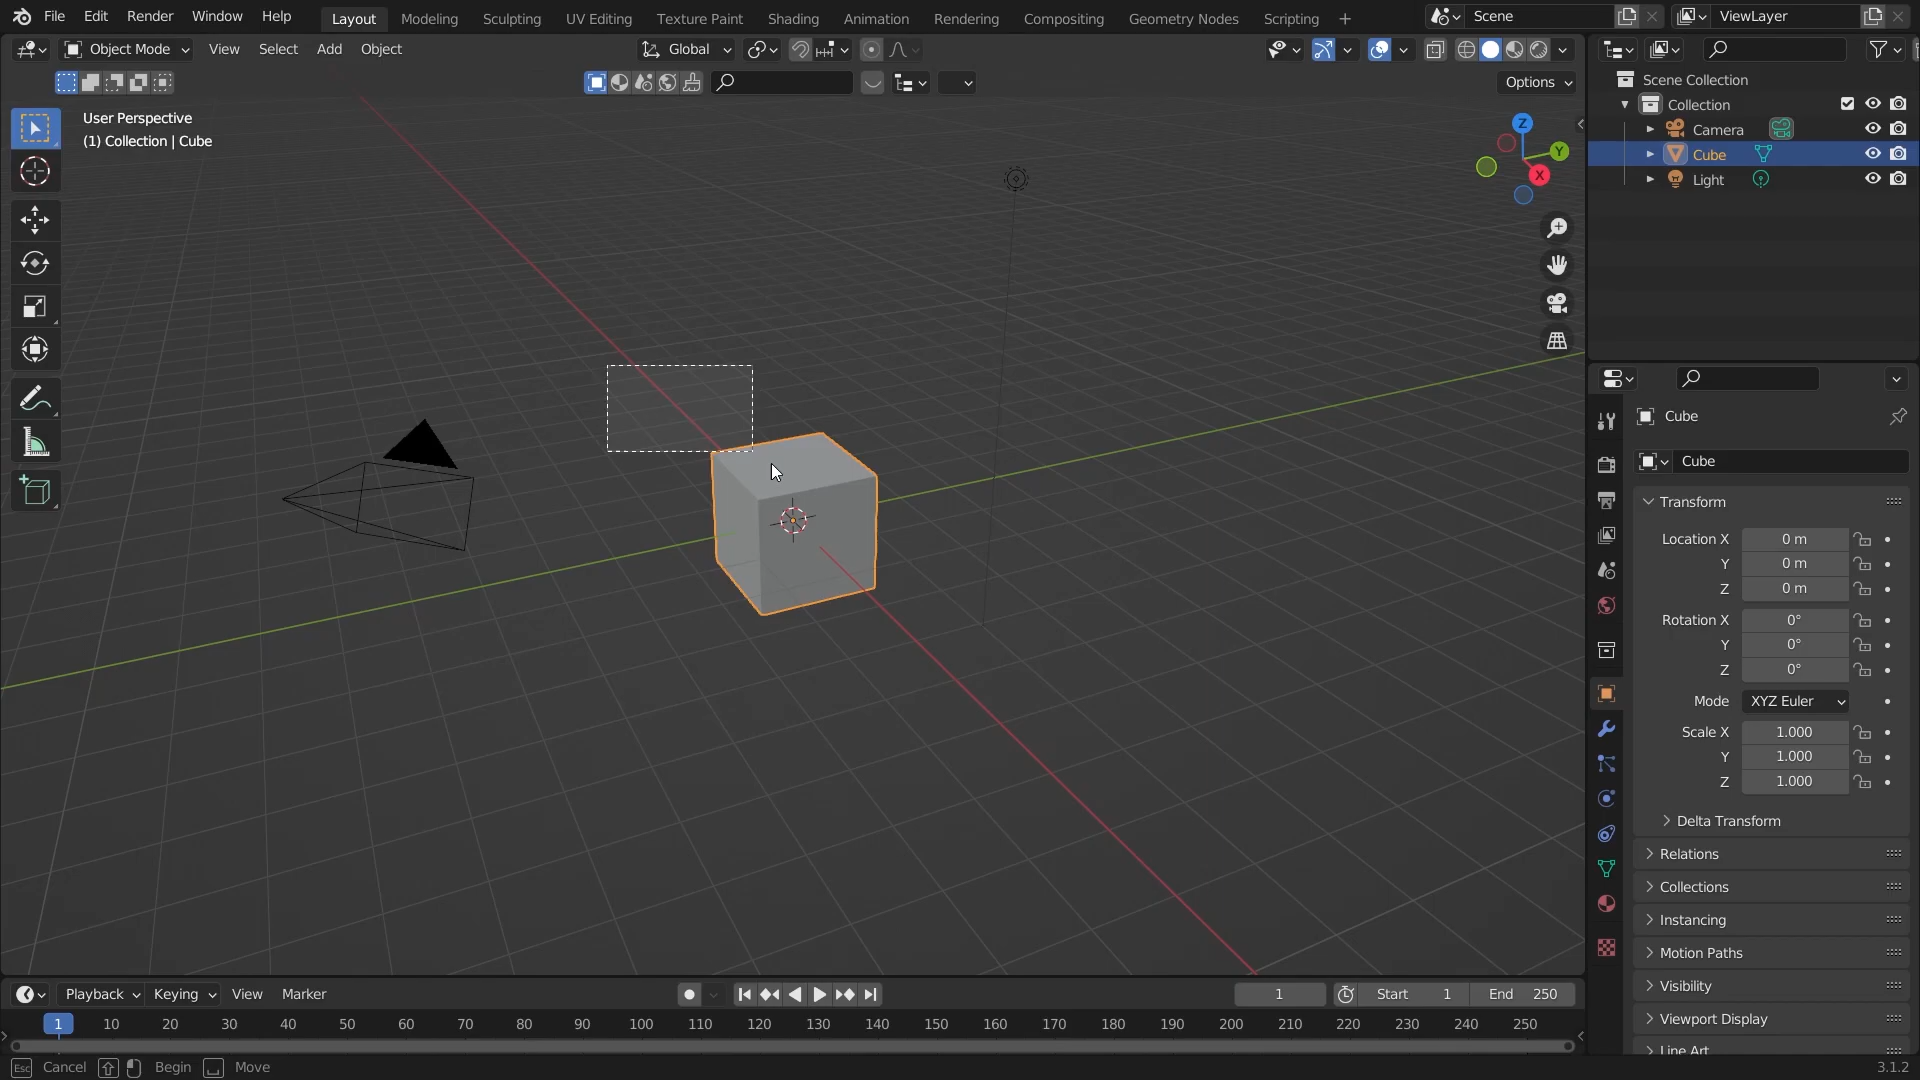 File Edit Render Window Help Layout Modeling Sculpting UV Editing Texture Paint Shading Animation Rendering Compositing Geometry Nodes Scripting + Scene ViewLayer
Object Mode View Select Add Object Global
Options
User Perspective
(1) Collection | Cube
Z
Y
X
Scene Collection
Collection
Camera
Cube
Light
Cube
Cube
Transform
Location X 0 m
Y 0 m
Z 0 m
Rotation X 0°
Y 0°
Z 0°
Mode XYZ Euler
Scale X 1.000
Y 1.000
Z 1.000
Delta Transform
Relations
Collections
Instancing
Motion Paths
Visibility
Viewport Display
Line Art
Playback Keying View Marker 1 Start 1 End 250
1 10 20 30 40 50 60 70 80 90 100 110 120 130 140 150 160 170 180 190 200 210 220 230 240 250
Esc Cancel Begin Move 3.1.2